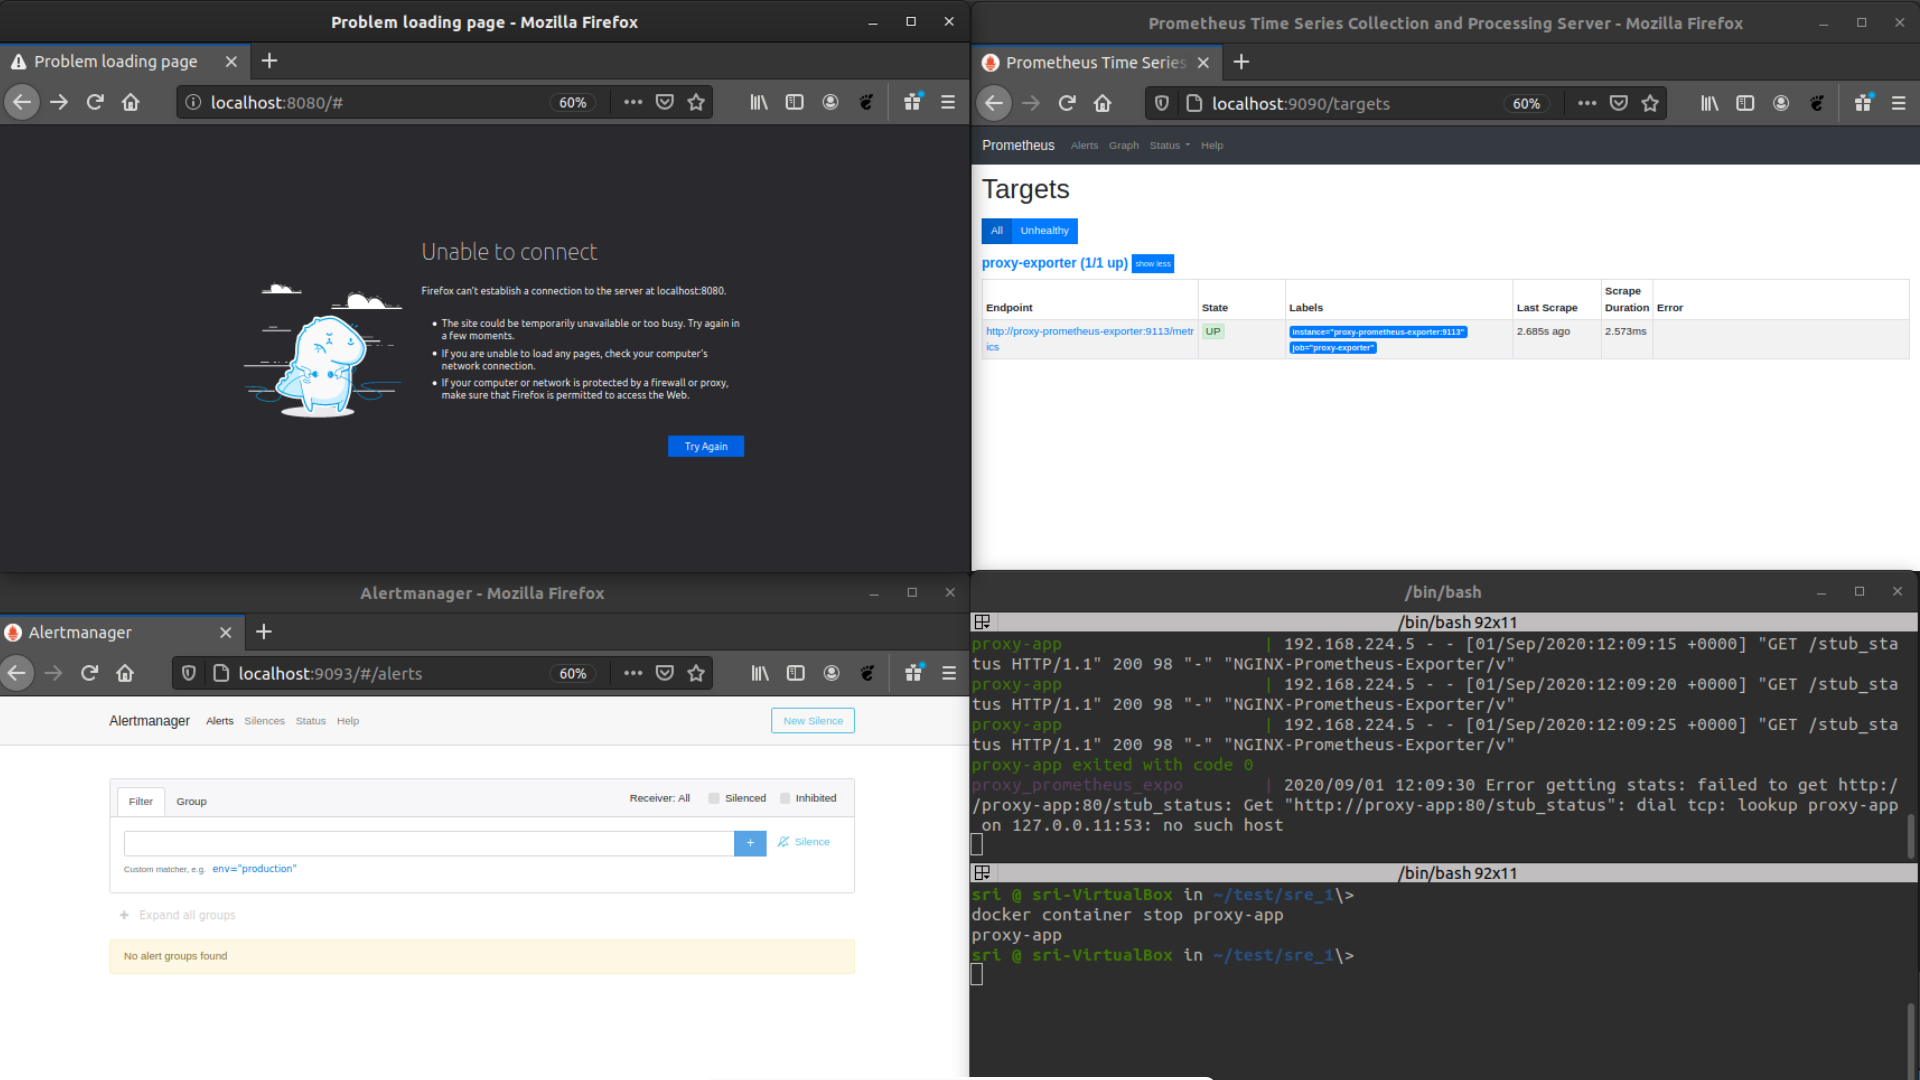 Problem loading page - Mozilla Firefox
Problem loading page
localhost:8080/#
60%
Unable to connect
Firefox can't establish a connection to the server at localhost:8080.
The site could be temporarily unavailable or too busy. Try again in
a few moments.
If you are unable to load any pages, check your computer's
network connection.
If your computer or network is protected by a firewall or proxy,
make sure that Firefox is permitted to access the Web.
Try Again
Prometheus Time Series Collection and Processing Server - Mozilla Firefox
Prometheus Time Series
localhost:9090/targets
60%
Prometheus Alerts Graph Status Help
Targets
All Unhealthy
proxy-exporter (1/1 up) show less
Endpoint State Labels Last Scrape Scrape Duration Error
http://proxy-prometheus-exporter:9113/metr
ics
UP
instance="proxy-prometheus-exporter:9113"
job="proxy-exporter"
2.685s ago
2.573ms
Alertmanager - Mozilla Firefox
Alertmanager
localhost:9093/#/alerts
60%
Alertmanager Alerts Silences Status Help New Silence
Filter Group Receiver: All Silenced Inhibited
+ Silence
Custom matcher, e.g. env="production"
+ Expand all groups
No alert groups found
/bin/bash
/bin/bash 92x11
proxy-app | 192.168.224.5 - - [01/Sep/2020:12:09:15 +0000] "GET /stub_sta
tus HTTP/1.1" 200 98 "-" "NGINX-Prometheus-Exporter/v"
proxy-app | 192.168.224.5 - - [01/Sep/2020:12:09:20 +0000] "GET /stub_sta
tus HTTP/1.1" 200 98 "-" "NGINX-Prometheus-Exporter/v"
proxy-app | 192.168.224.5 - - [01/Sep/2020:12:09:25 +0000] "GET /stub_sta
tus HTTP/1.1" 200 98 "-" "NGINX-Prometheus-Exporter/v"
proxy-app exited with code 0
proxy_prometheus_expo | 2020/09/01 12:09:30 Error getting stats: failed to get http:/
/proxy-app:80/stub_status: Get "http://proxy-app:80/stub_status": dial tcp: lookup proxy-app
on 127.0.0.11:53: no such host
/bin/bash 92x11
sri @ sri-VirtualBox in ~/test/sre_1\>
docker container stop proxy-app
proxy-app
sri @ sri-VirtualBox in ~/test/sre_1\>